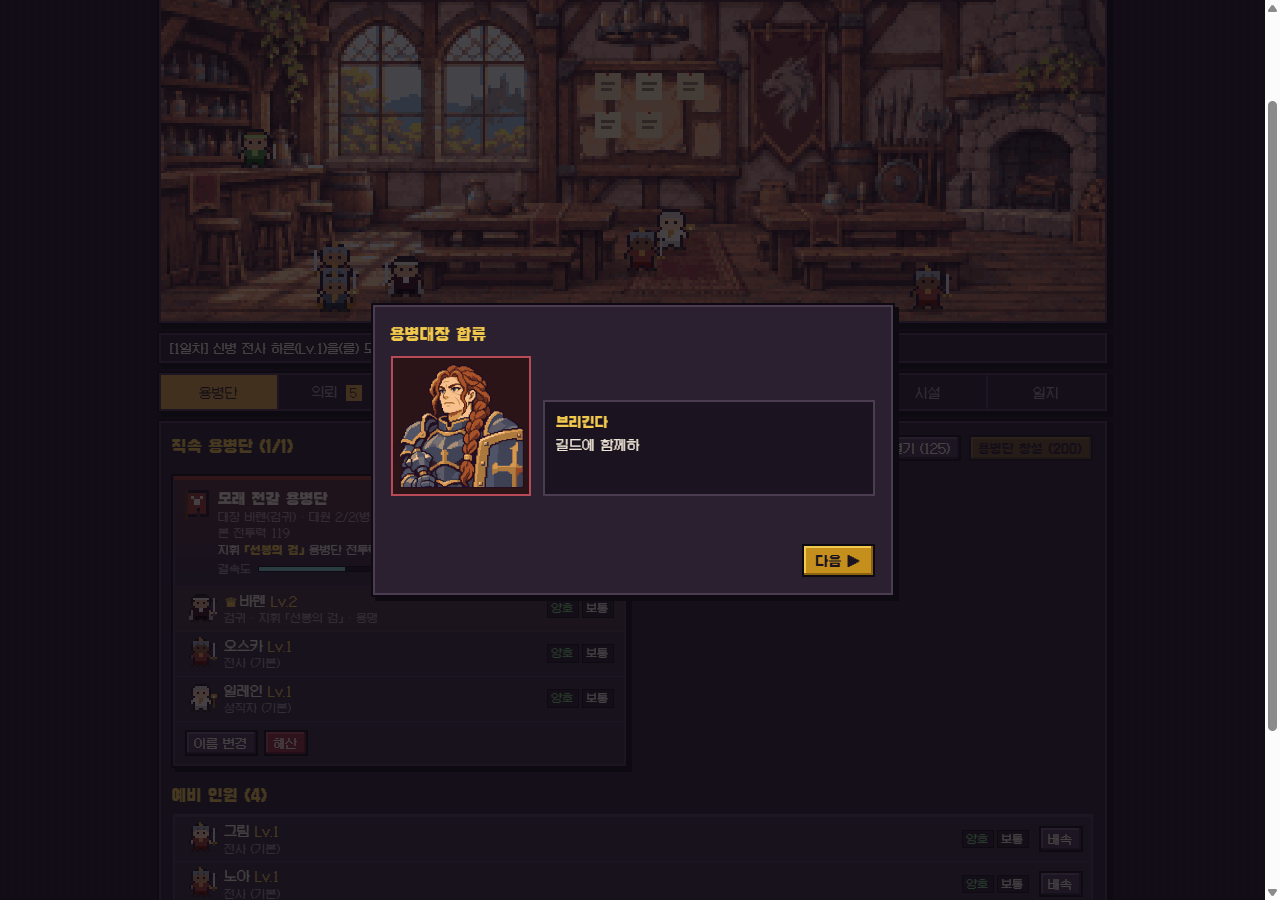 [1일차] 신병 전사 하른(Lv.1)을(를) 모
용병단
의뢰 5
시설
일지
직속 용병단 (1/1)
기 (125)
용병단 창설 (200)
용병대장 합류
브리긴다
길드에 함께하
다음 ▶
모래 전갈 용병단
대장 바렌(검귀) · 대원 2/2
본 전투력 119
지휘 「선봉의 검」 용병단 전투
결속도
바렌 Lv.2
검귀 · 지휘 「선봉의 검」 · 용명
양호 보통
오스카 Lv.1
전사 (기본)
양호 보통
일레인 Lv.1
성직자 (기본)
양호 보통
이름 변경
해산
예비 인원 (4)
그림 Lv.1
전사 (기본)
양호 보통 배속
노아 Lv.1
전사 (기본)
양호 보통 배속